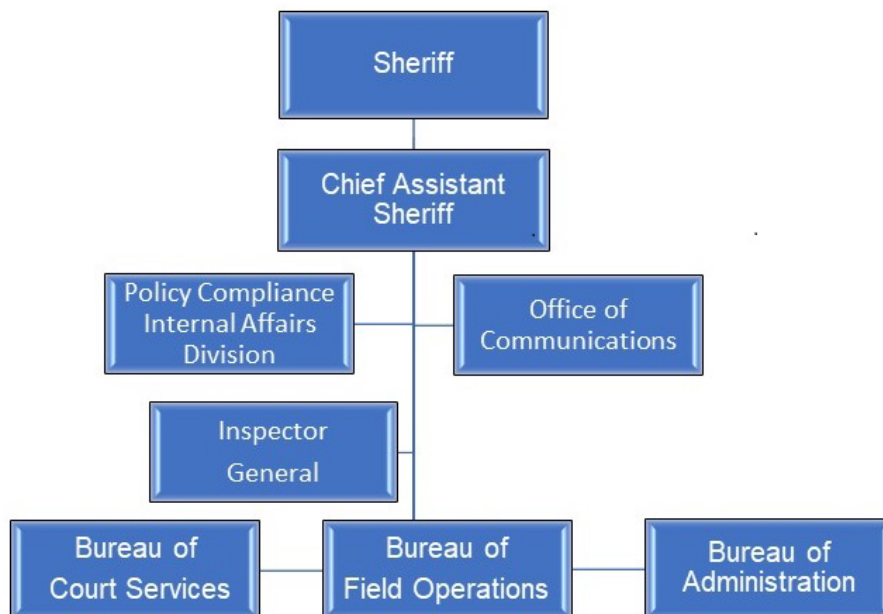 Sheriff
Chief Assistant
Sheriff
Policy Compliance
Internal Affairs
Division
Office of
Communications
Inspector
General
Bureau of
Court Services
Bureau of
Field Operations
Bureau of
Administration